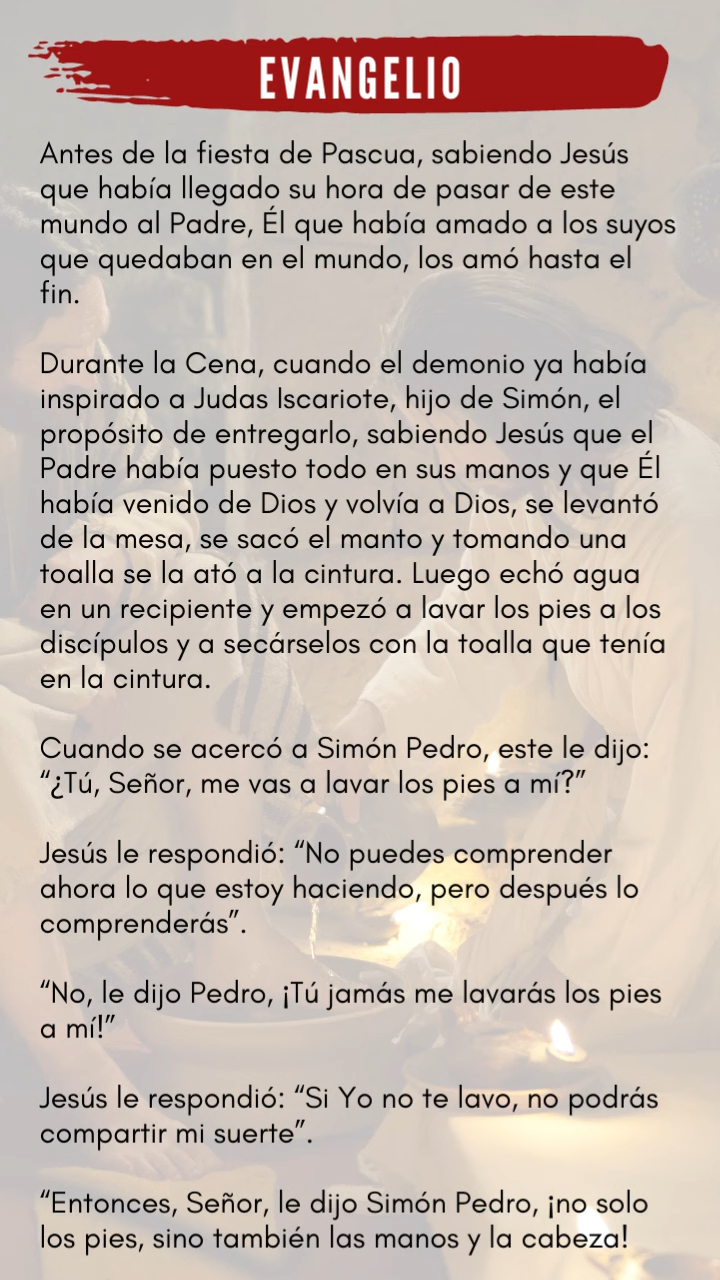 EVANGELIO
Antes de la fiesta de Pascua, sabiendo Jesús
que había llegado su hora de pasar de este
mundo al Padre, Él que había amado a los suyos
que quedaban en el mundo, los amó hasta el
fin.
Durante la Cena, cuando el demonio ya había
inspirado a Judas Iscariote, hijo de Simón, el
propósito de entregarlo, sabiendo Jesús que el
Padre había puesto todo en sus manos y que Él
había venido de Dios y volvía a Dios, se levantó
de la mesa, se sacó el manto y tomando una
toalla se la ató a la cintura. Luego echó agua
en un recipiente y empezó a lavar los pies a los
discípulos y a secárselos con la toalla que tenía
en la cintura.
Cuando se acercó a Simón Pedro, este le dijo:
“¿Tú, Señor, me vas a lavar los pies a mí?”
Jesús le respondió: “No puedes comprender
ahora lo que estoy haciendo, pero después lo
comprenderás”.
“No, le dijo Pedro, ¡Tú jamás me lavarás los pies
a mí!”
Jesús le respondió: “Si Yo no te lavo, no podrás
compartir mi suerte”.
“Entonces, Señor, le dijo Simón Pedro, ¡no solo
los pies, sino también las manos y la cabeza!